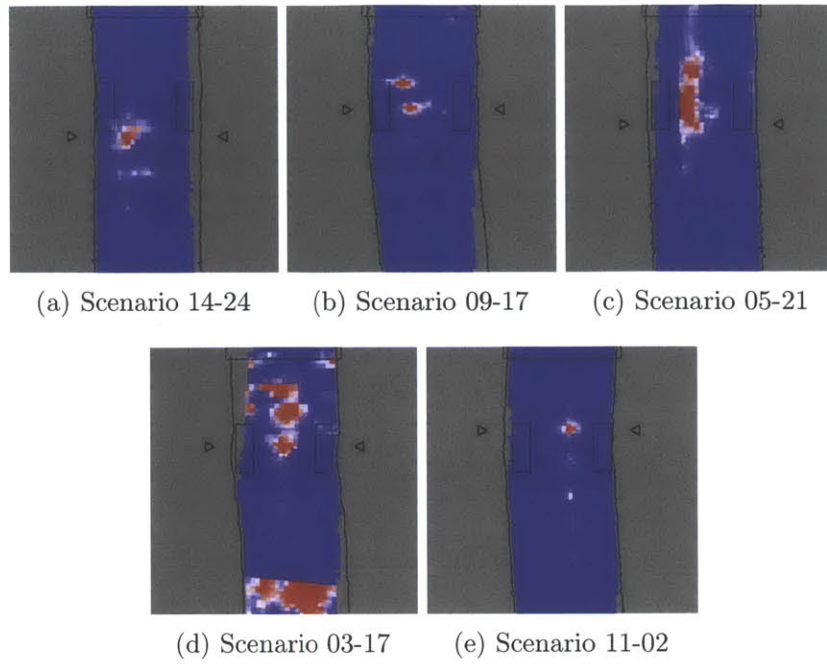 (a) Scenario 14-24
(b) Scenario 09-17
(c) Scenario 05-21
(d) Scenario 03-17
(e) Scenario 11-02